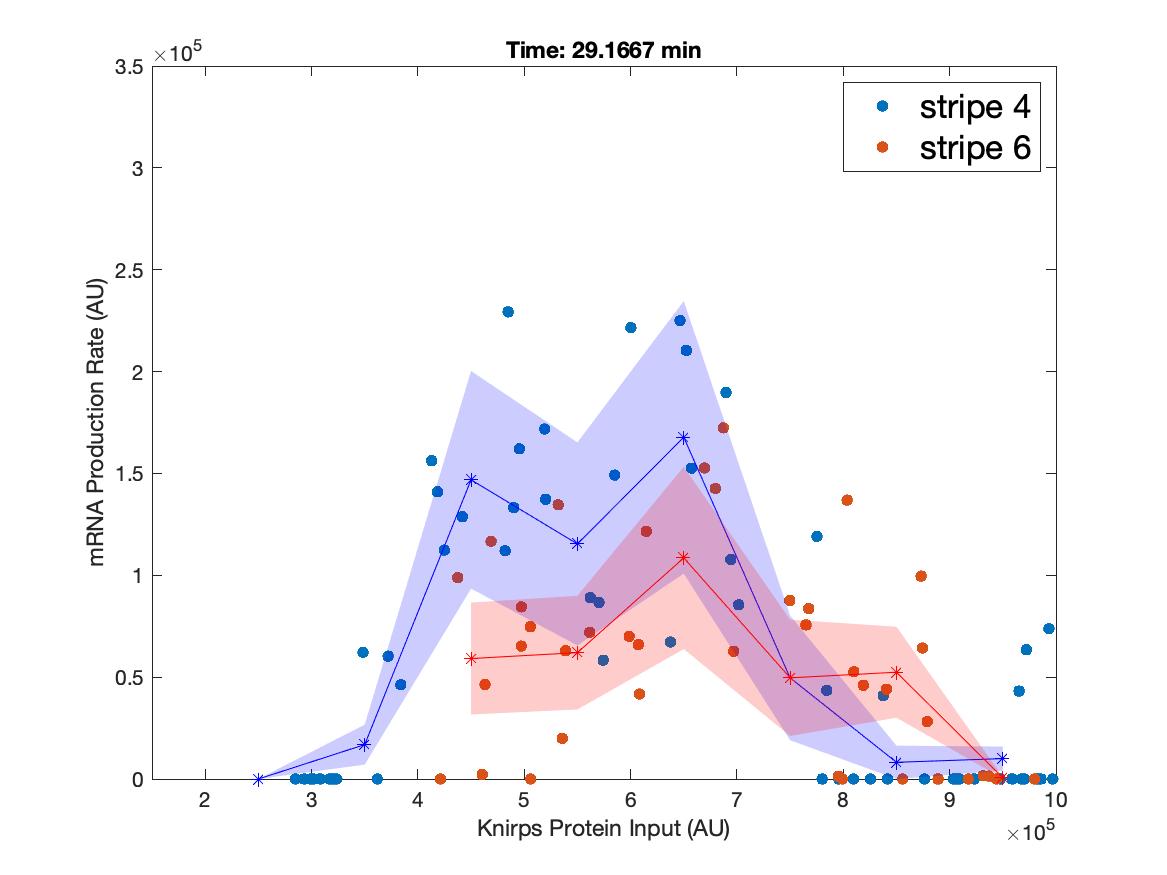 Time: 29.1667 min
×10^5
3.5
3
2.5
2
1.5
1
0.5
0
mRNA Production Rate (AU)
stripe 4
stripe 6
2 3 4 5 6 7 8 9 10
Knirps Protein Input (AU)
×10^5